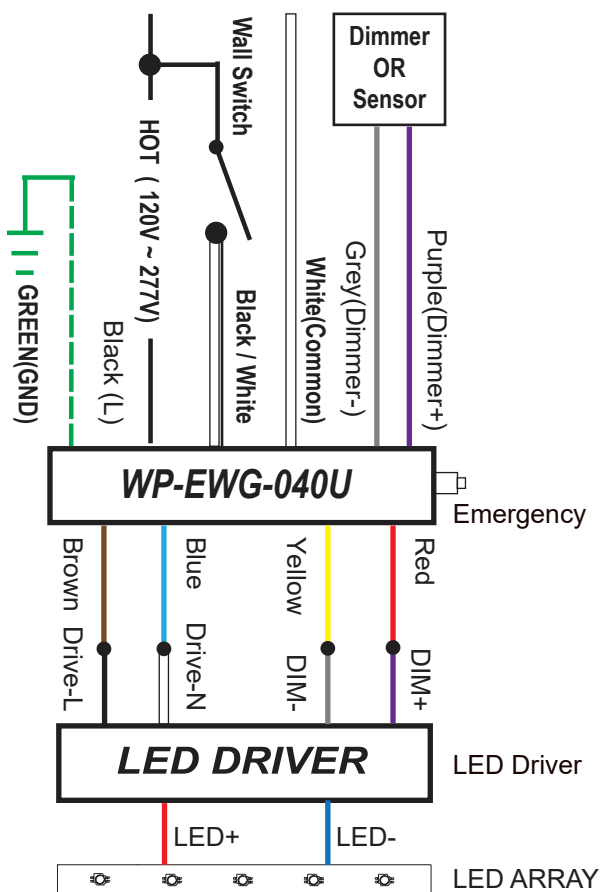 Dimmer
OR
Sensor
Wall Switch
HOT ( 120V ~ 277V)
GREEN(GND)
Black (L)
Black / White
White(Common)
Grey(Dimmer-)
Purple(Dimmer+)
WP-EWG-040U
Emergency
Brown
Blue
Yellow
Red
Drive-L
Drive-N
DIM-
DIM+
LED DRIVER
LED Driver
LED+
LED-
LED ARRAY